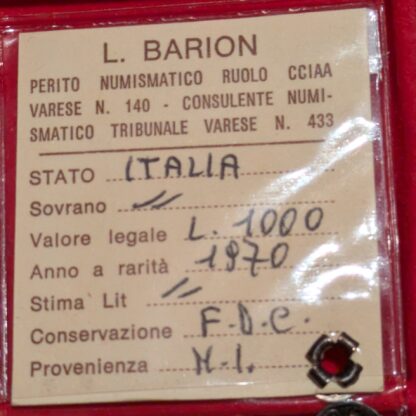 L. BARION
PERITO NUMISMATICO RUOLO CCIAA
VARESE N. 140 - CONSULENTE NUMI-
SMATICO TRIBUNALE VARESE N. 433
STATO ITALIA
Sovrano //
Valore legale L. 1000
Anno a rarità 1970
Stima Lit //
Conservazione F.D.C.
Provenienza M.I.